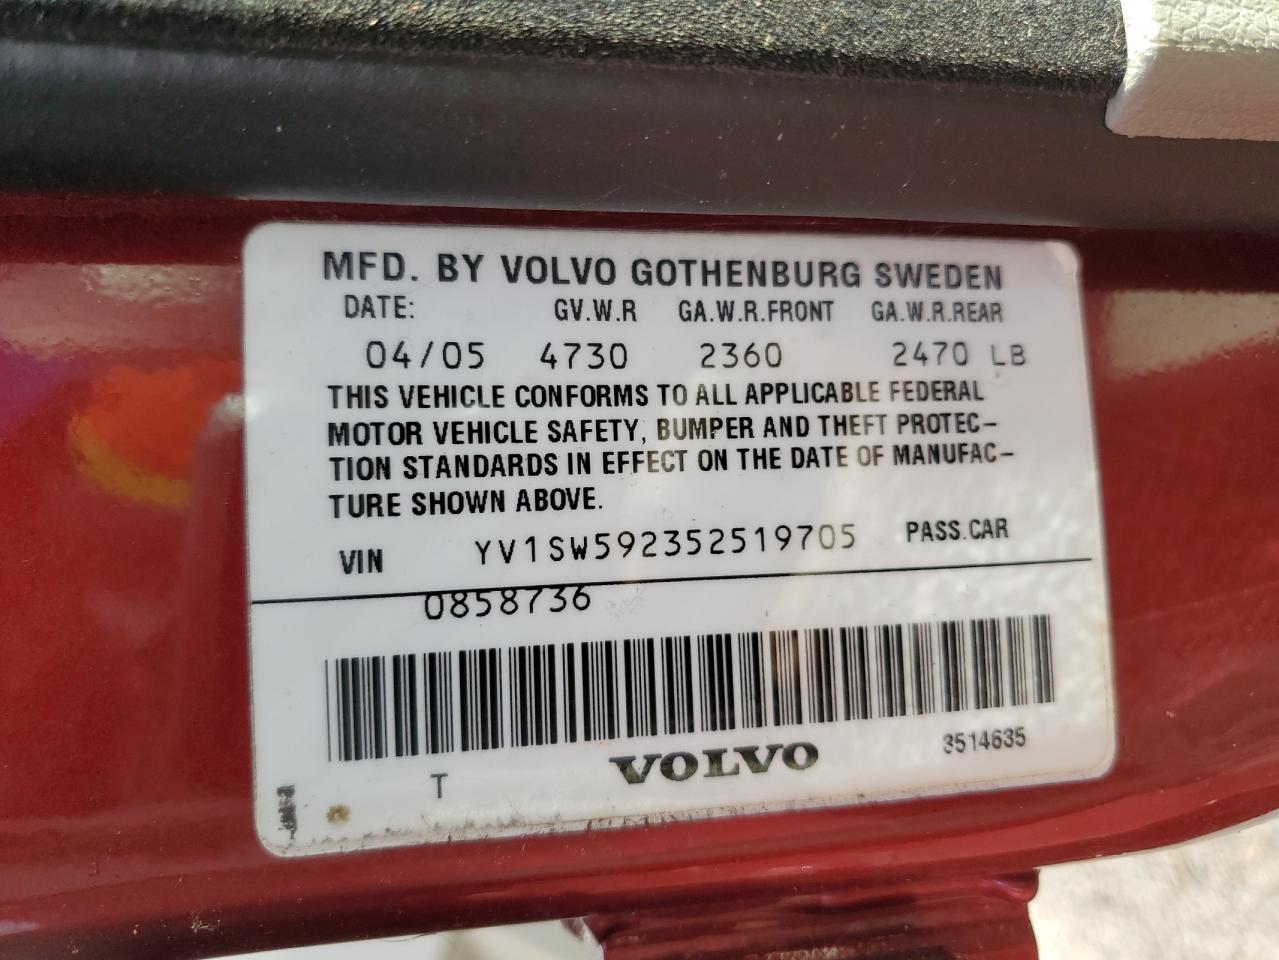 MFD. BY VOLVO GOTHENBURG SWEDEN
DATE: GV.W.R GA.W.R.FRONT GA.W.R.REAR
04/05 4730 2360 2470 LB
THIS VEHICLE CONFORMS TO ALL APPLICABLE FEDERAL
MOTOR VEHICLE SAFETY, BUMPER AND THEFT PROTEC-
TION STANDARDS IN EFFECT ON THE DATE OF MANUFAC-
TURE SHOWN ABOVE.
VIN YV1SW592352519705 PASS.CAR
0858736
T VOLVO 3514635